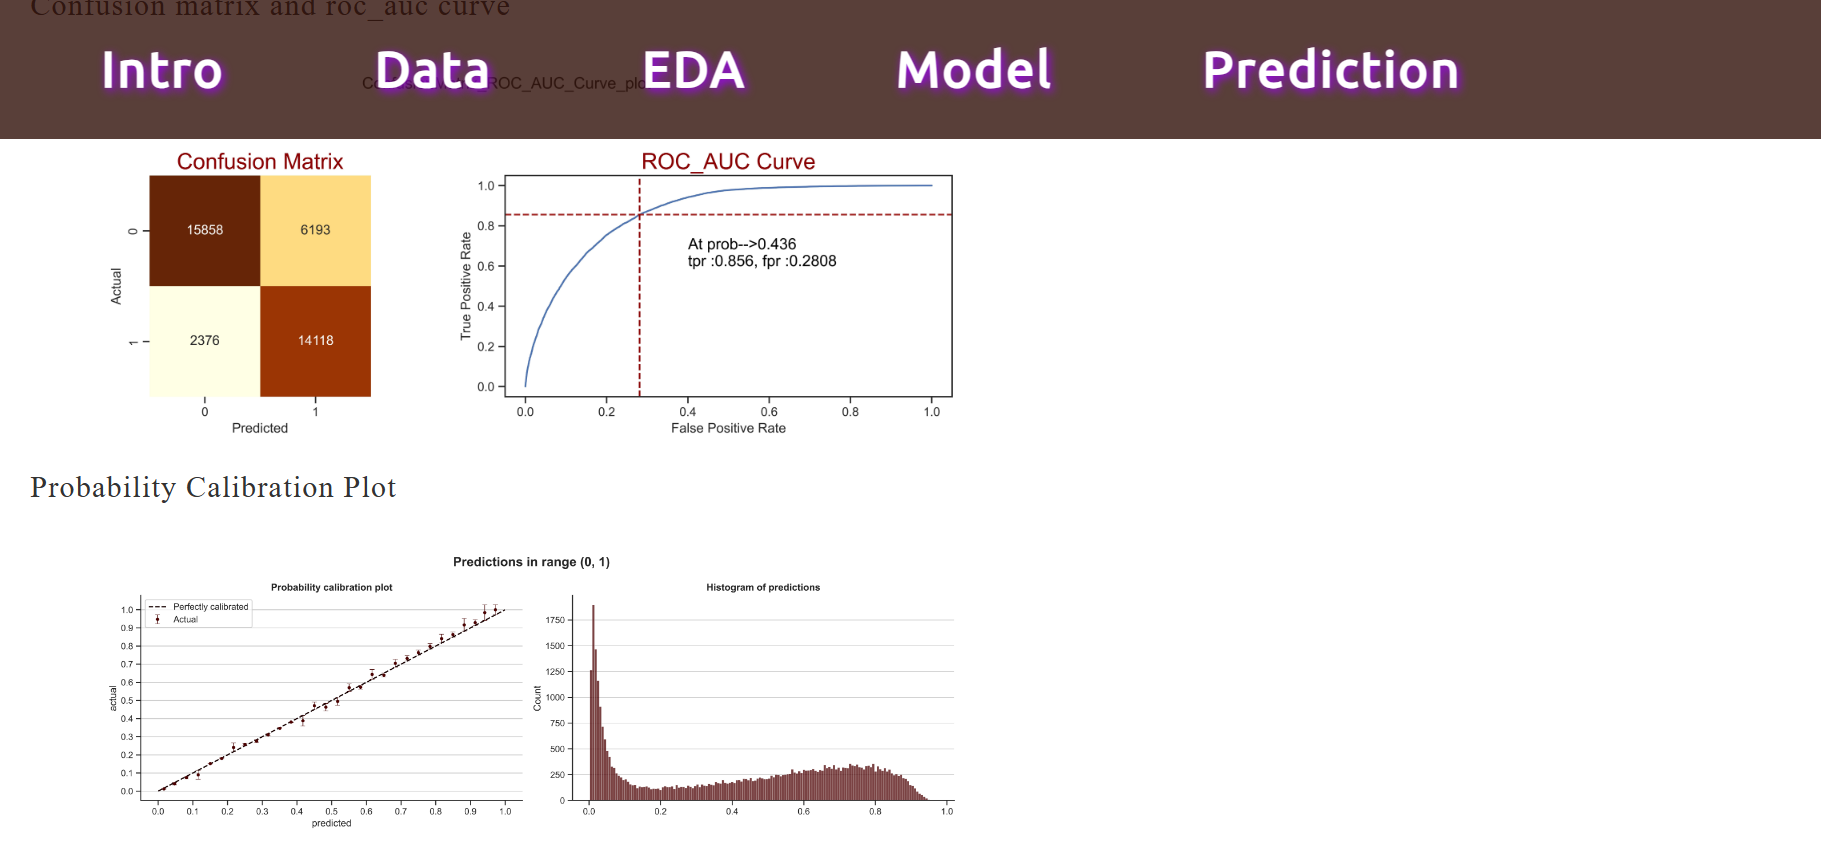 Confusion matrix and roc_auc curve
Intro Data EDA Model Prediction
ROC_AUC_Curve_plo
Confusion Matrix
ROC_AUC Curve
Actual
0
1
15858
6193
2376
14118
0
1
Predicted
True Positive Rate
1.0
0.8
0.6
0.4
0.2
0.0
At prob-->0.436
tpr :0.856, fpr :0.2808
0.0 0.2 0.4 0.6 0.8 1.0
False Positive Rate
Probability Calibration Plot
Predictions in range (0, 1)
Probability calibration plot
Perfectly calibrated
Actual
actual
1.0
0.9
0.8
0.7
0.6
0.5
0.4
0.3
0.2
0.1
0.0
0.0 0.1 0.2 0.3 0.4 0.5 0.6 0.7 0.8 0.9 1.0
predicted
Histogram of predictions
Count
1750
1500
1250
1000
750
500
250
0
0.0 0.2 0.4 0.6 0.8 1.0